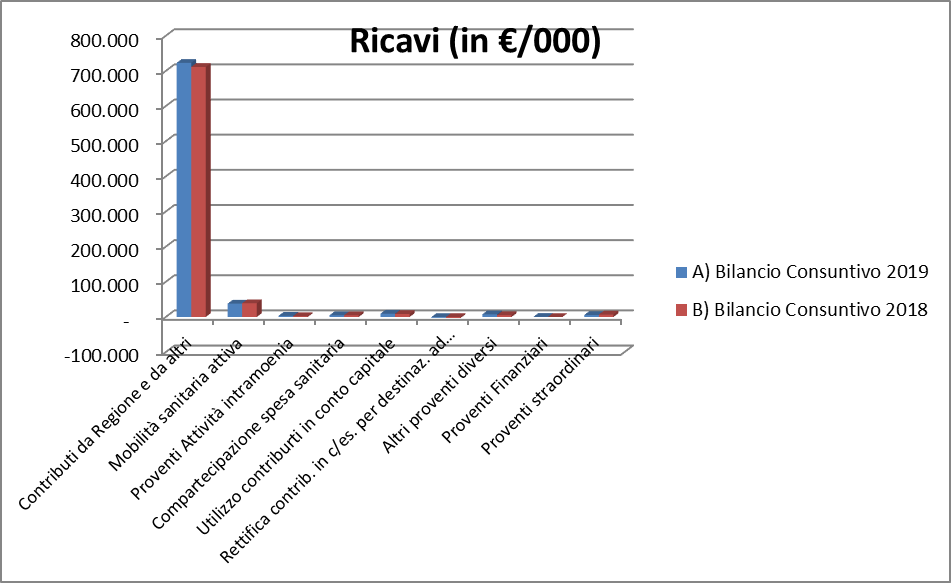 Ricavi (in €/000)
800.000
700.000
600.000
500.000
400.000
300.000
200.000
100.000
-
-100.000
Contributi da Regione e da altri
Mobilità sanitaria attiva
Proventi Attività intramoenia
Compartecipazione spesa sanitaria
Utilizzo contriburti in conto capitale
Rettifica contrib. in c/es. per destinaz. ad...
Altri proventi diversi
Proventi Finanziari
Proventi straordinari
A) Bilancio Consuntivo 2019
B) Bilancio Consuntivo 2018